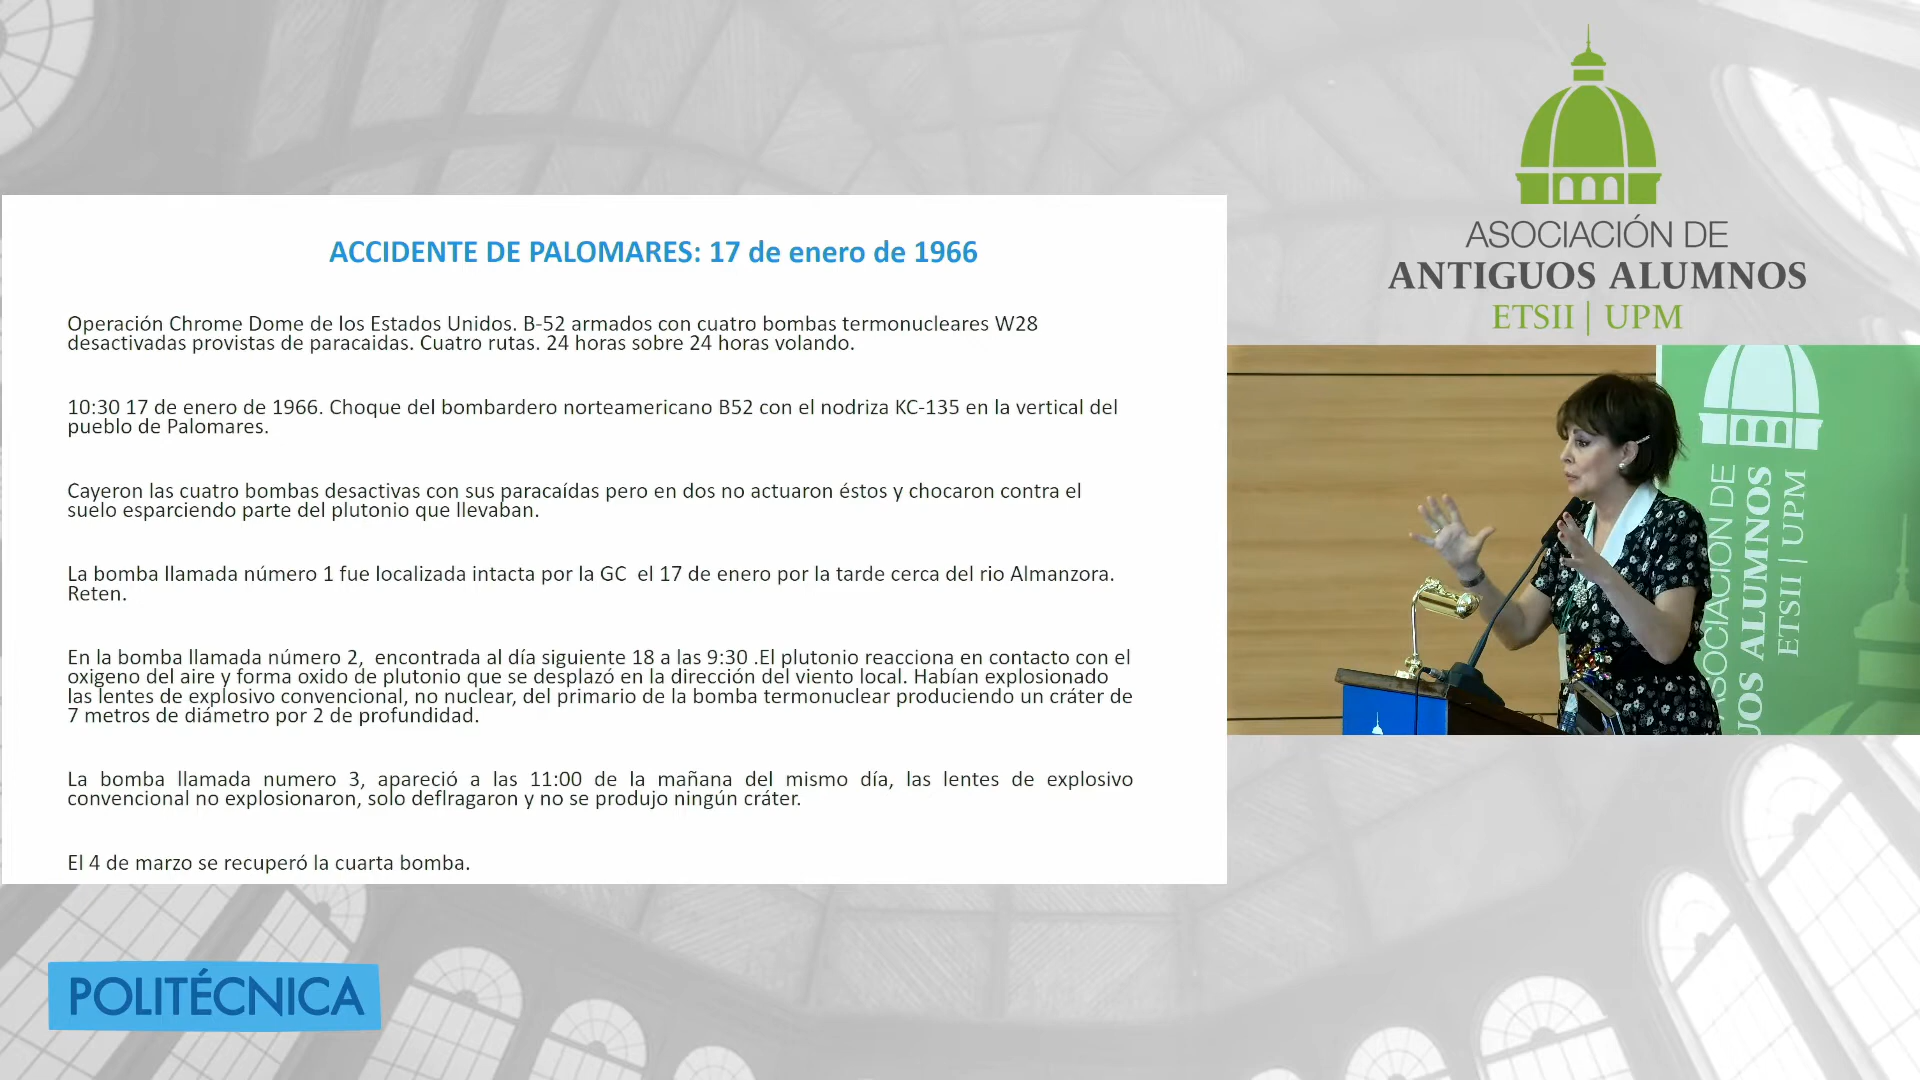 ACCIDENTE DE PALOMARES: 17 de enero de 1966
Operación Chrome Dome de los Estados Unidos. B-52 armados con cuatro bombas termonucleares W28
desactivadas provistas de paracaidas. Cuatro rutas. 24 horas sobre 24 horas volando.
10:30 17 de enero de 1966. Choque del bombardero norteamericano B52 con el nodriza KC-135 en la vertical del
pueblo de Palomares.
Cayeron las cuatro bombas desactivas con sus paracaídas pero en dos no actuaron éstos y chocaron contra el
suelo esparciendo parte del plutonio que llevaban.
La bomba llamada número 1 fue localizada intacta por la GC el 17 de enero por la tarde cerca del rio Almanzora.
Reten.
En la bomba llamada número 2, encontrada al día siguiente 18 a las 9:30 .El plutonio reacciona en contacto con el
oxigeno del aire y forma oxido de plutonio que se desplazó en la dirección del viento local. Habían explosionado
las lentes de explosivo convencional, no nuclear, del primario de la bomba termonuclear produciendo un cráter de
7 metros de diámetro por 2 de profundidad.
La bomba llamada numero 3, apareció a las 11:00 de la mañana del mismo día, las lentes de explosivo
convencional no explosionaron, solo deflragaron y no se produjo ningún cráter.
El 4 de marzo se recuperó la cuarta bomba.
ASOCIACIÓN DE
ANTIGUOS ALUMNOS
ETSII | UPM
ASOCIACIÓN DE
UOS ALUMNOS
ETSII | UPM
POLITÉCNICA